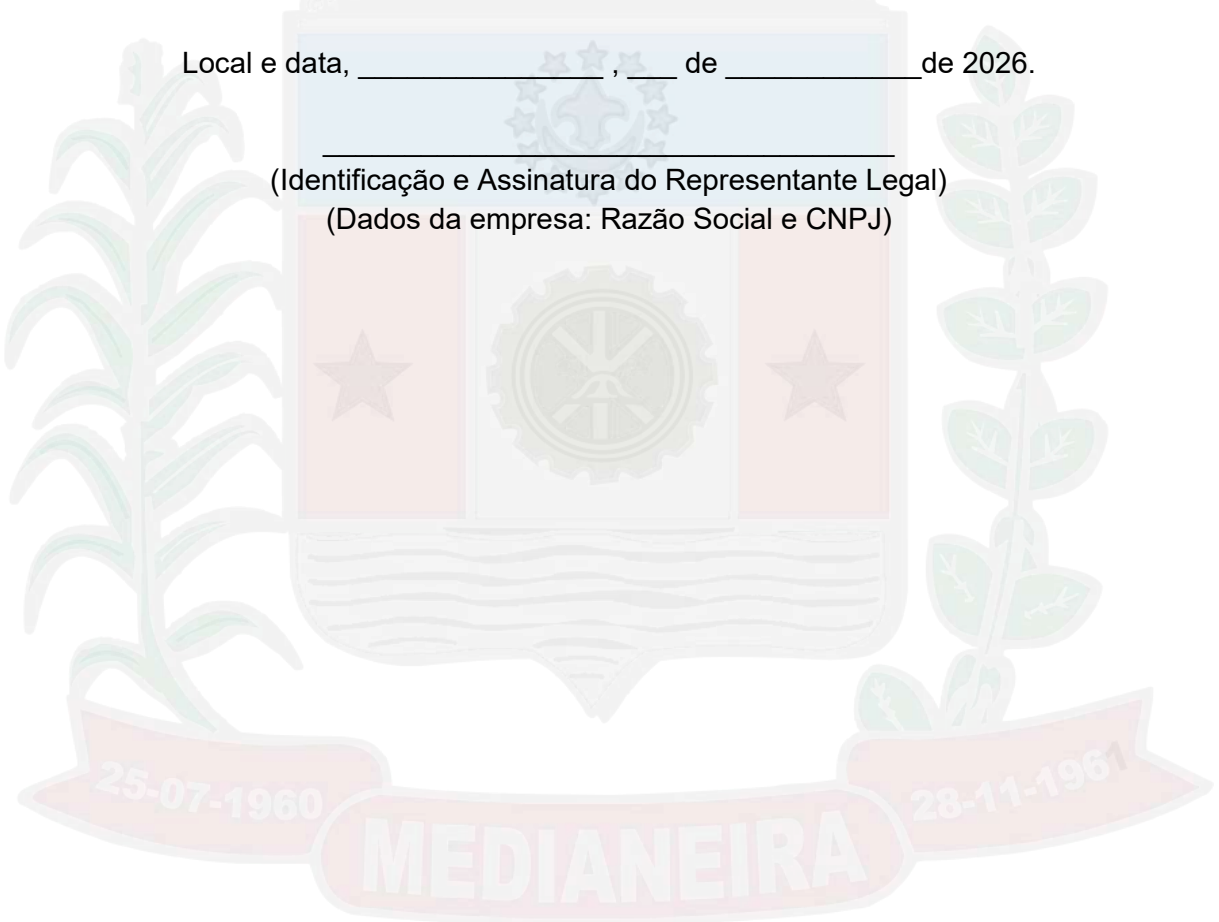 Local e data, _______________ , ___ de ____________de 2026.
___________________________________
(Identificação e Assinatura do Representante Legal)
(Dados da empresa: Razão Social e CNPJ)
25-07-1960
28-11-1961
MEDIANEIRA